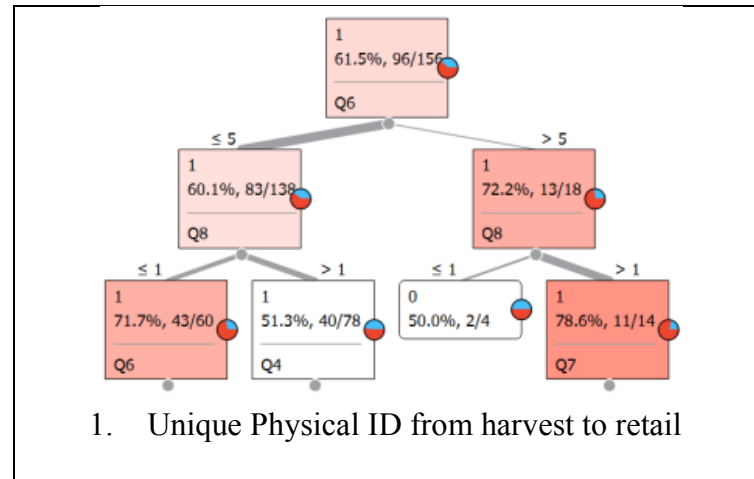 1
61.5%, 96/156
Q6
≤ 5
> 5
1
60.1%, 83/138
Q8
1
72.2%, 13/18
Q8
≤ 1
> 1
≤ 1
> 1
1
71.7%, 43/60
Q6
1
51.3%, 40/78
Q4
0
50.0%, 2/4
1
78.6%, 11/14
Q7
1. Unique Physical ID from harvest to retail